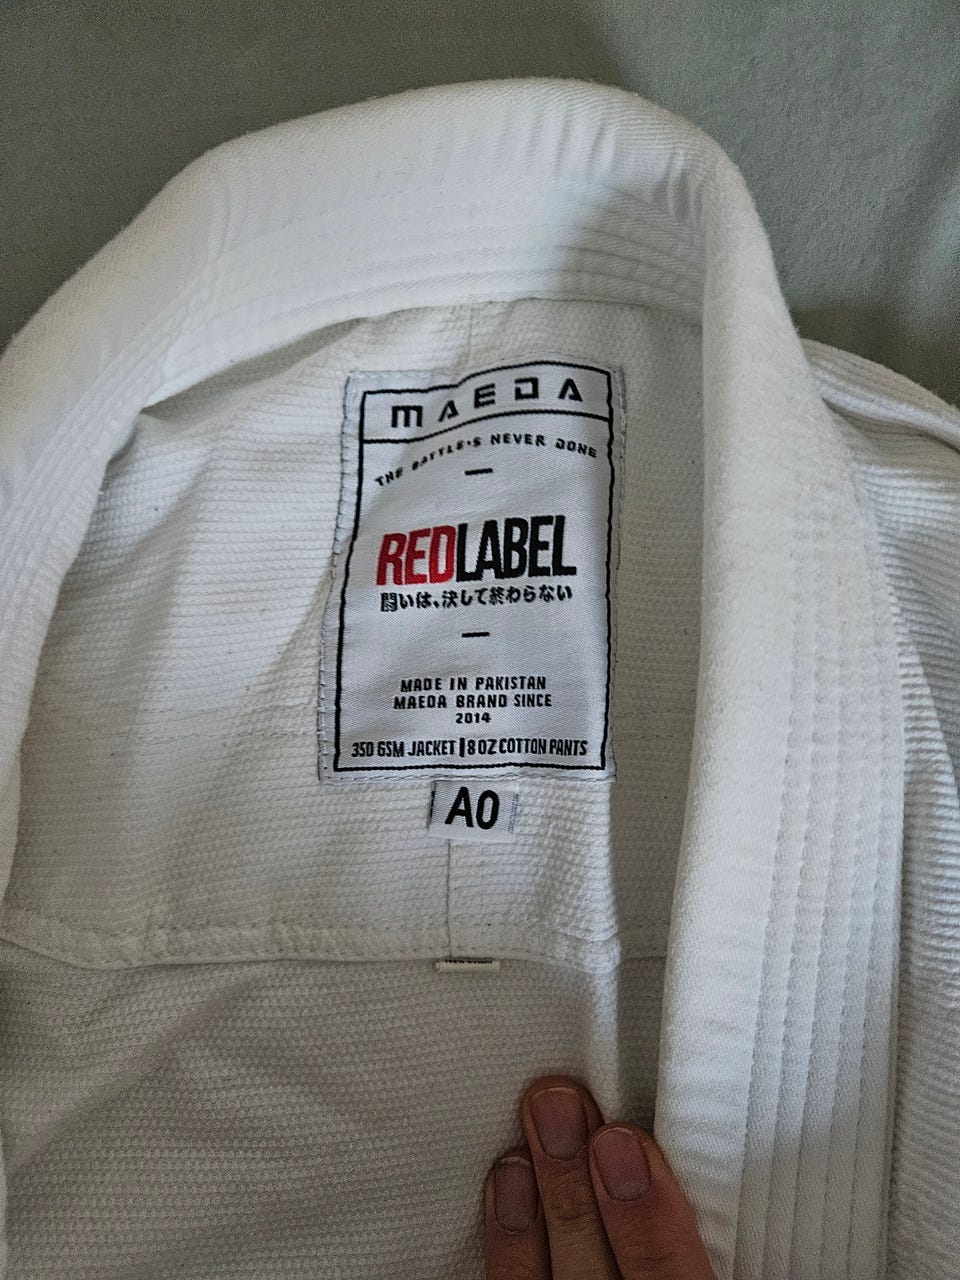 MAEDA
THE BATTLE'S NEVER DONE
REDLABEL
闘いは、決して終わらない
MADE IN PAKISTAN
MAEDA BRAND SINCE
2014
350 GSM JACKET | 8 OZ COTTON PANTS
A0